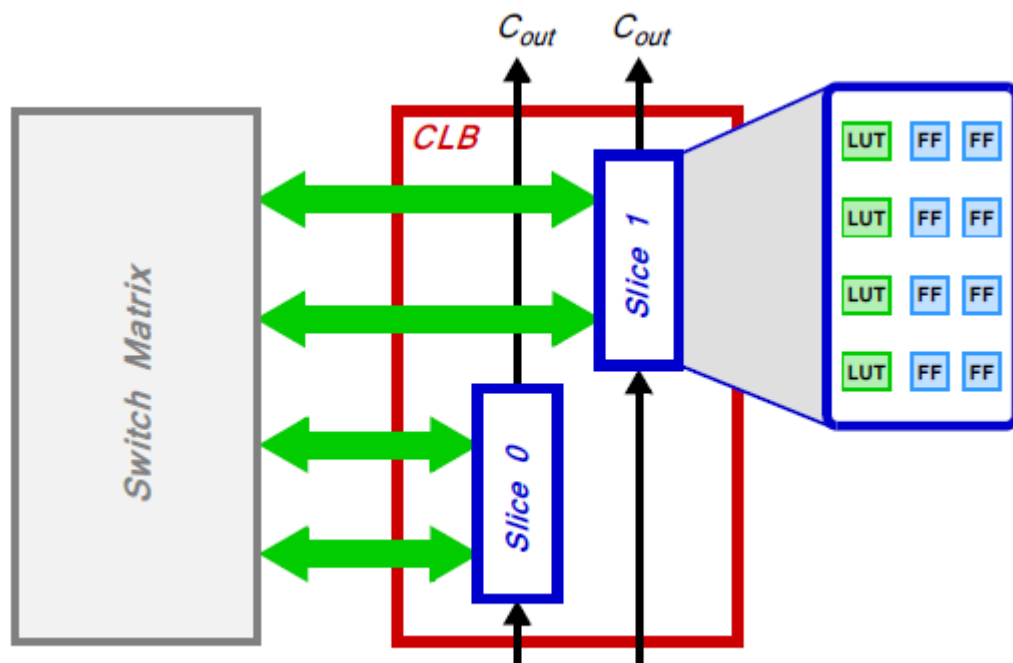 Cout
Cout
CLB
Switch Matrix
Slice 1
Slice 0
LUT FF FF
LUT FF FF
LUT FF FF
LUT FF FF